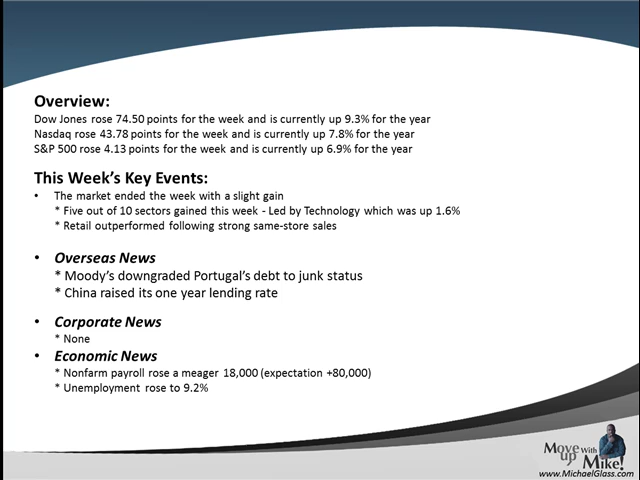 Overview:
Dow Jones rose 74.50 points for the week and is currently up 9.3% for the year
Nasdaq rose 43.78 points for the week and is currently up 7.8% for the year
S&P 500 rose 4.13 points for the week and is currently up 6.9% for the year
This Week's Key Events:
• The market ended the week with a slight gain
* Five out of 10 sectors gained this week - Led by Technology which was up 1.6%
* Retail outperformed following strong same-store sales
• Overseas News
* Moody's downgraded Portugal's debt to junk status
* China raised its one year lending rate
• Corporate News
* None
• Economic News
* Nonfarm payroll rose a meager 18,000 (expectation +80,000)
* Unemployment rose to 9.2%
Move up With Mike!
www.MichaelGlass.com